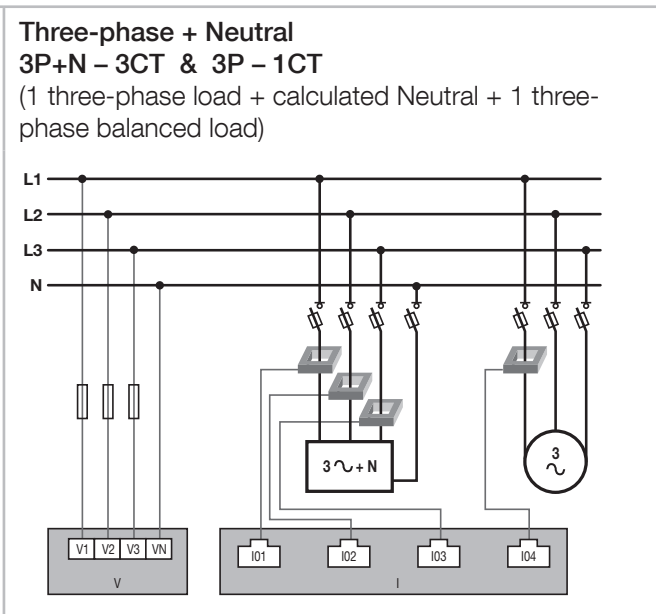 Three-phase + Neutral
3P+N – 3CT & 3P – 1CT
(1 three-phase load + calculated Neutral + 1 three-
phase balanced load)
L1
L2
L3
N
3 ∿ + N
3
∿
V1 V2 V3 VN
V
I01 I02 I03 I04
I